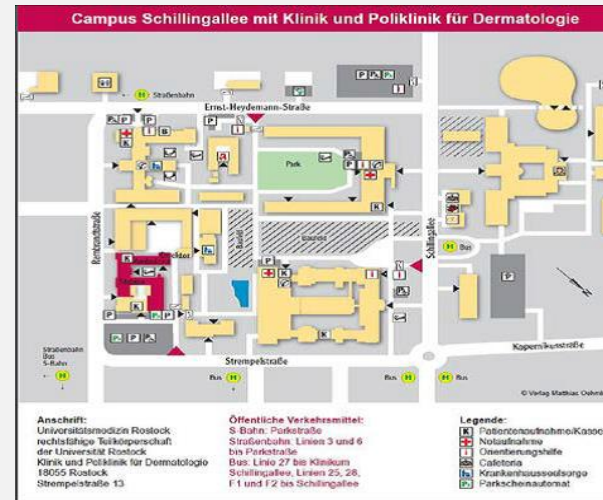 Campus Schillingallee mit Klinik und Poliklinik für Dermatologie
Straßenbahn
Ernst-Heydemann-Straße
Park
Rembrandtstraße
Schillingallee
Bus
Strempelstraße
Kopernikusstraße
Straßenbahn
Bus
S-Bahn
Bus
Bus
Bus
Anschrift:
Universitätsmedizin Rostock
rechtsfähige Teilkörperschaft
der Universität Rostock
Klinik und Poliklinik für Dermatologie
18055 Rostock
Strempelstraße 13
Öffentliche Verkehrsmittel:
S-Bahn: Parkstraße
Straßenbahn: Linien 3 und 6
bis Parkstraße
Bus: Linie 27 bis Klinikum
Schillingallee, Linien 25, 28,
F1 und F2 bis Schillingallee
Legende:
K Patientenaufnahme/Kasse
Notaufnahme
i Orientierungshilfe
Cafeteria
Krankenhausseelsorge
P Parkscheinautomat
© Verlag Matthias